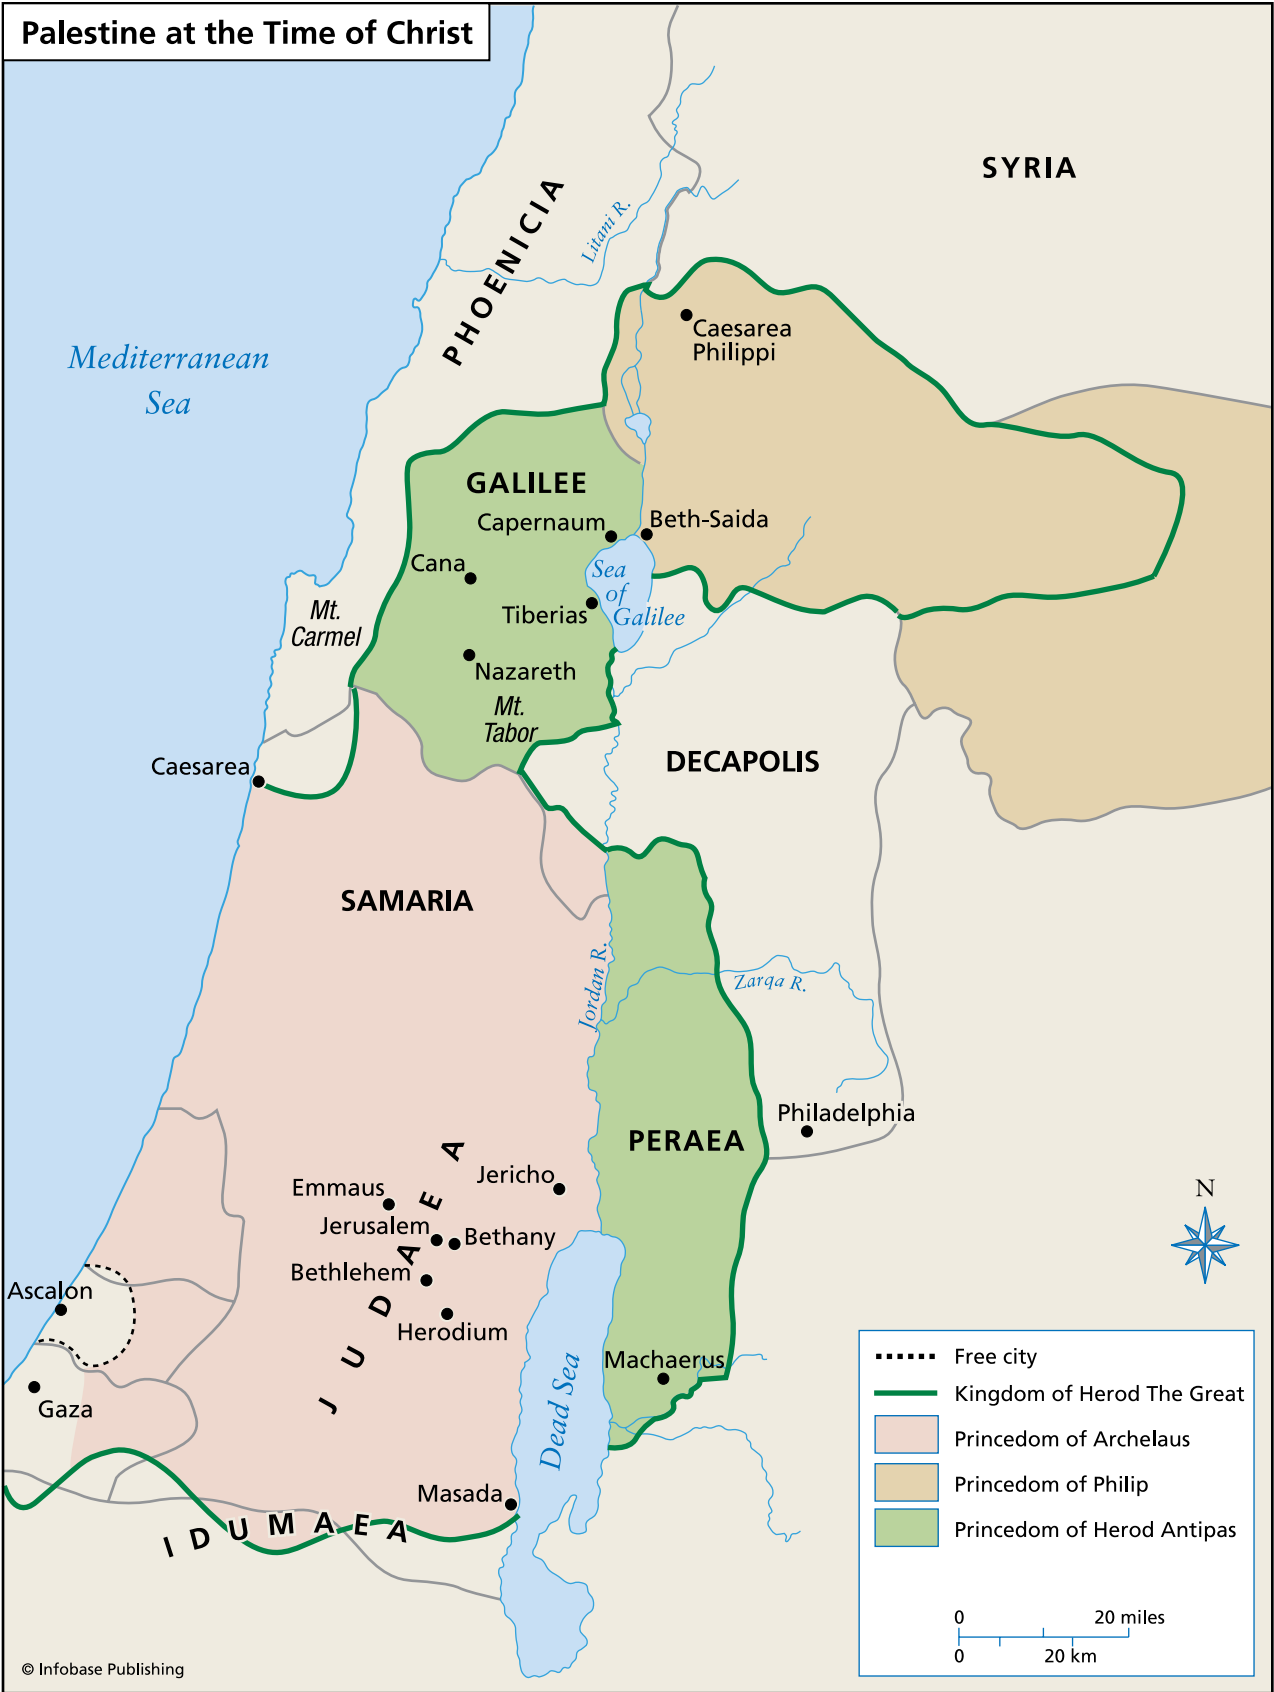 Palestine at the Time of Christ
SYRIA
PHOENICIA
Litani R.
Caesarea
Philippi
Mediterranean
Sea
GALILEE
Capernaum
Beth-Saida
Cana
Sea
of
Galilee
Tiberias
Mt.
Carmel
Nazareth
Mt.
Tabor
Caesarea
DECAPOLIS
SAMARIA
Jordan R.
Zarqa R.
Philadelphia
PERAEA
JUDAEA
Jericho
Emmaus
Jerusalem
Bethany
Bethlehem
Ascalon
Herodium
Machaerus
Gaza
Dead Sea
Masada
IDUMAEA
N
Free city
Kingdom of Herod The Great
Princedom of Archelaus
Princedom of Philip
Princedom of Herod Antipas
0 20 miles
0 20 km
© Infobase Publishing